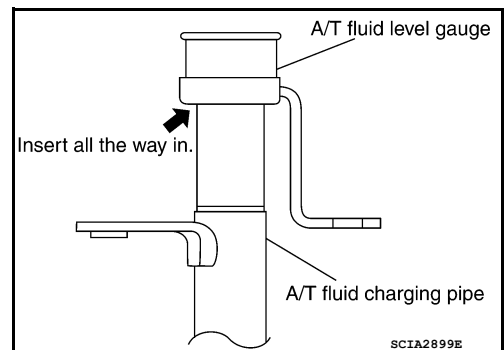 A/T fluid level gauge
Insert all the way in.
A/T fluid charging pipe
SCIA2899E